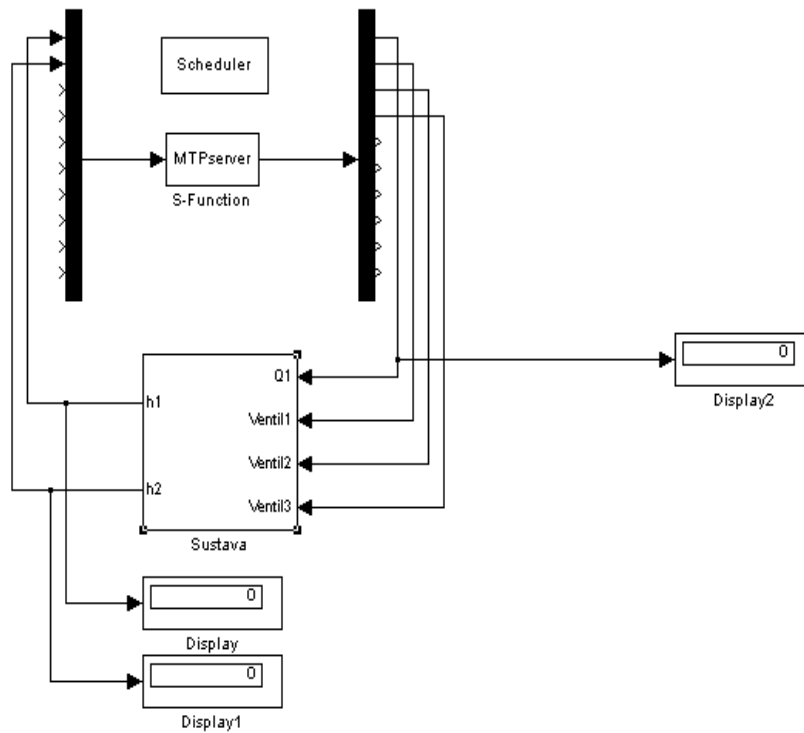 Scheduler
MTPserver
S-Function
Q1
0
h1
Display2
Ventil1
Ventil2
h2
Ventil3
Sustava
0
Display
0
Display1